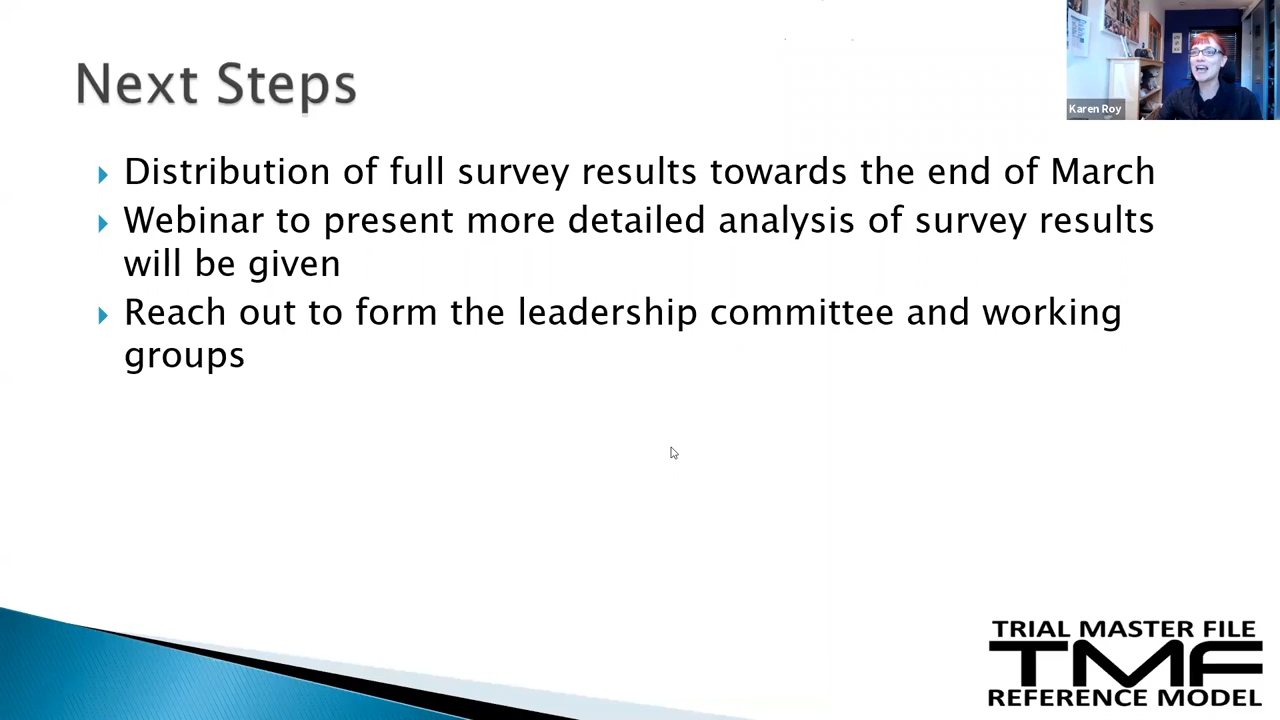 Next Steps
Karen Roy
Distribution of full survey results towards the end of March
Webinar to present more detailed analysis of survey results
will be given
Reach out to form the leadership committee and working
groups
TRIAL MASTER FILE
TMF
REFERENCE MODEL